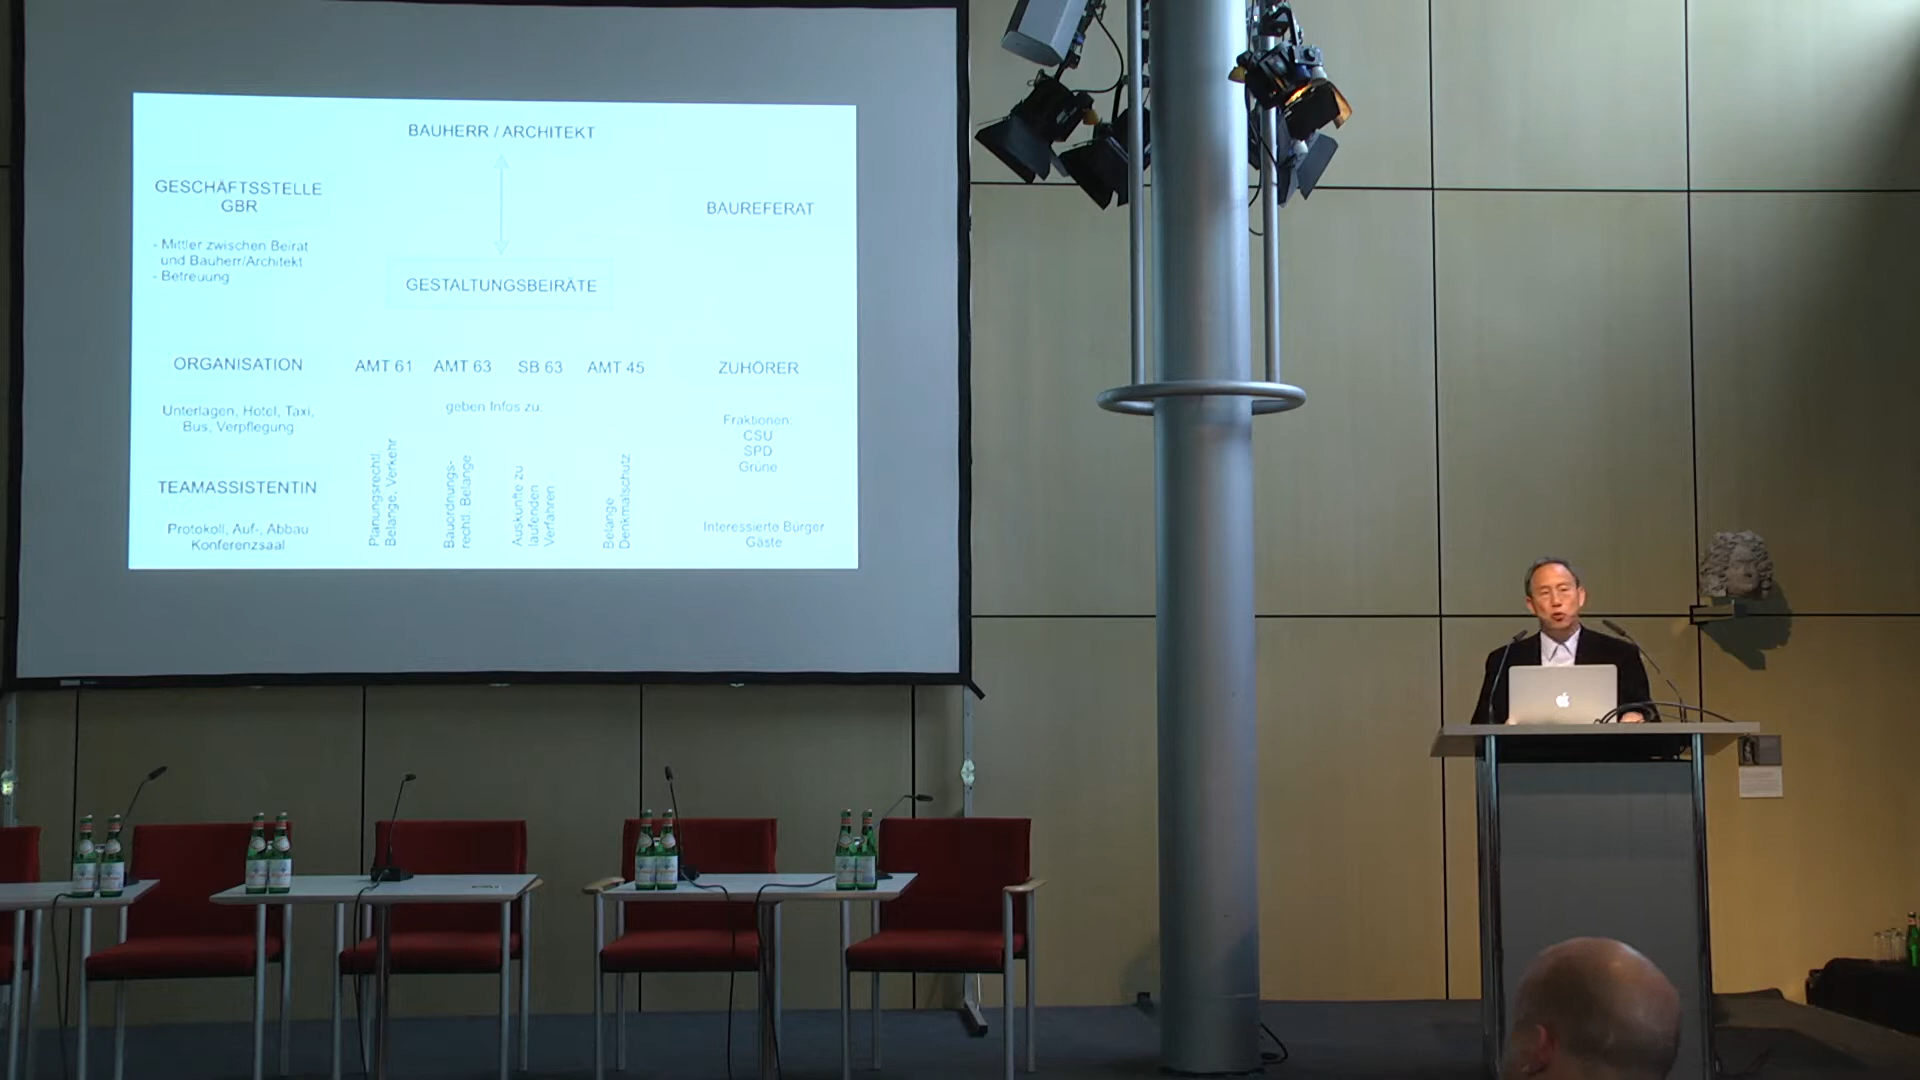 BAUHERR / ARCHITEKT
GESCHÄFTSSTELLE
GBR
- Mittler zwischen Beirat
und Bauherr/Architekt
- Betreuung
BAUREFERAT
GESTALTUNGSBEIRÄTE
ORGANISATION
Unterlagen, Hotel, Taxi,
Bus, Verpflegung
TEAMASSISTENTIN
Protokoll, Auf-, Abbau
Konferenzsaal
AMT 61
AMT 63
SB 63
AMT 45
geben Infos zu:
Planungsrechtl.
Belange, Verkehr
Bauordnungs-
rechtl. Belange
Auskünfte zu
laufenden
Verfahren
Belange
Denkmalschutz
ZUHÖRER
Fraktionen:
CSU
SPD
Grüne
Interessierte Bürger
Gäste